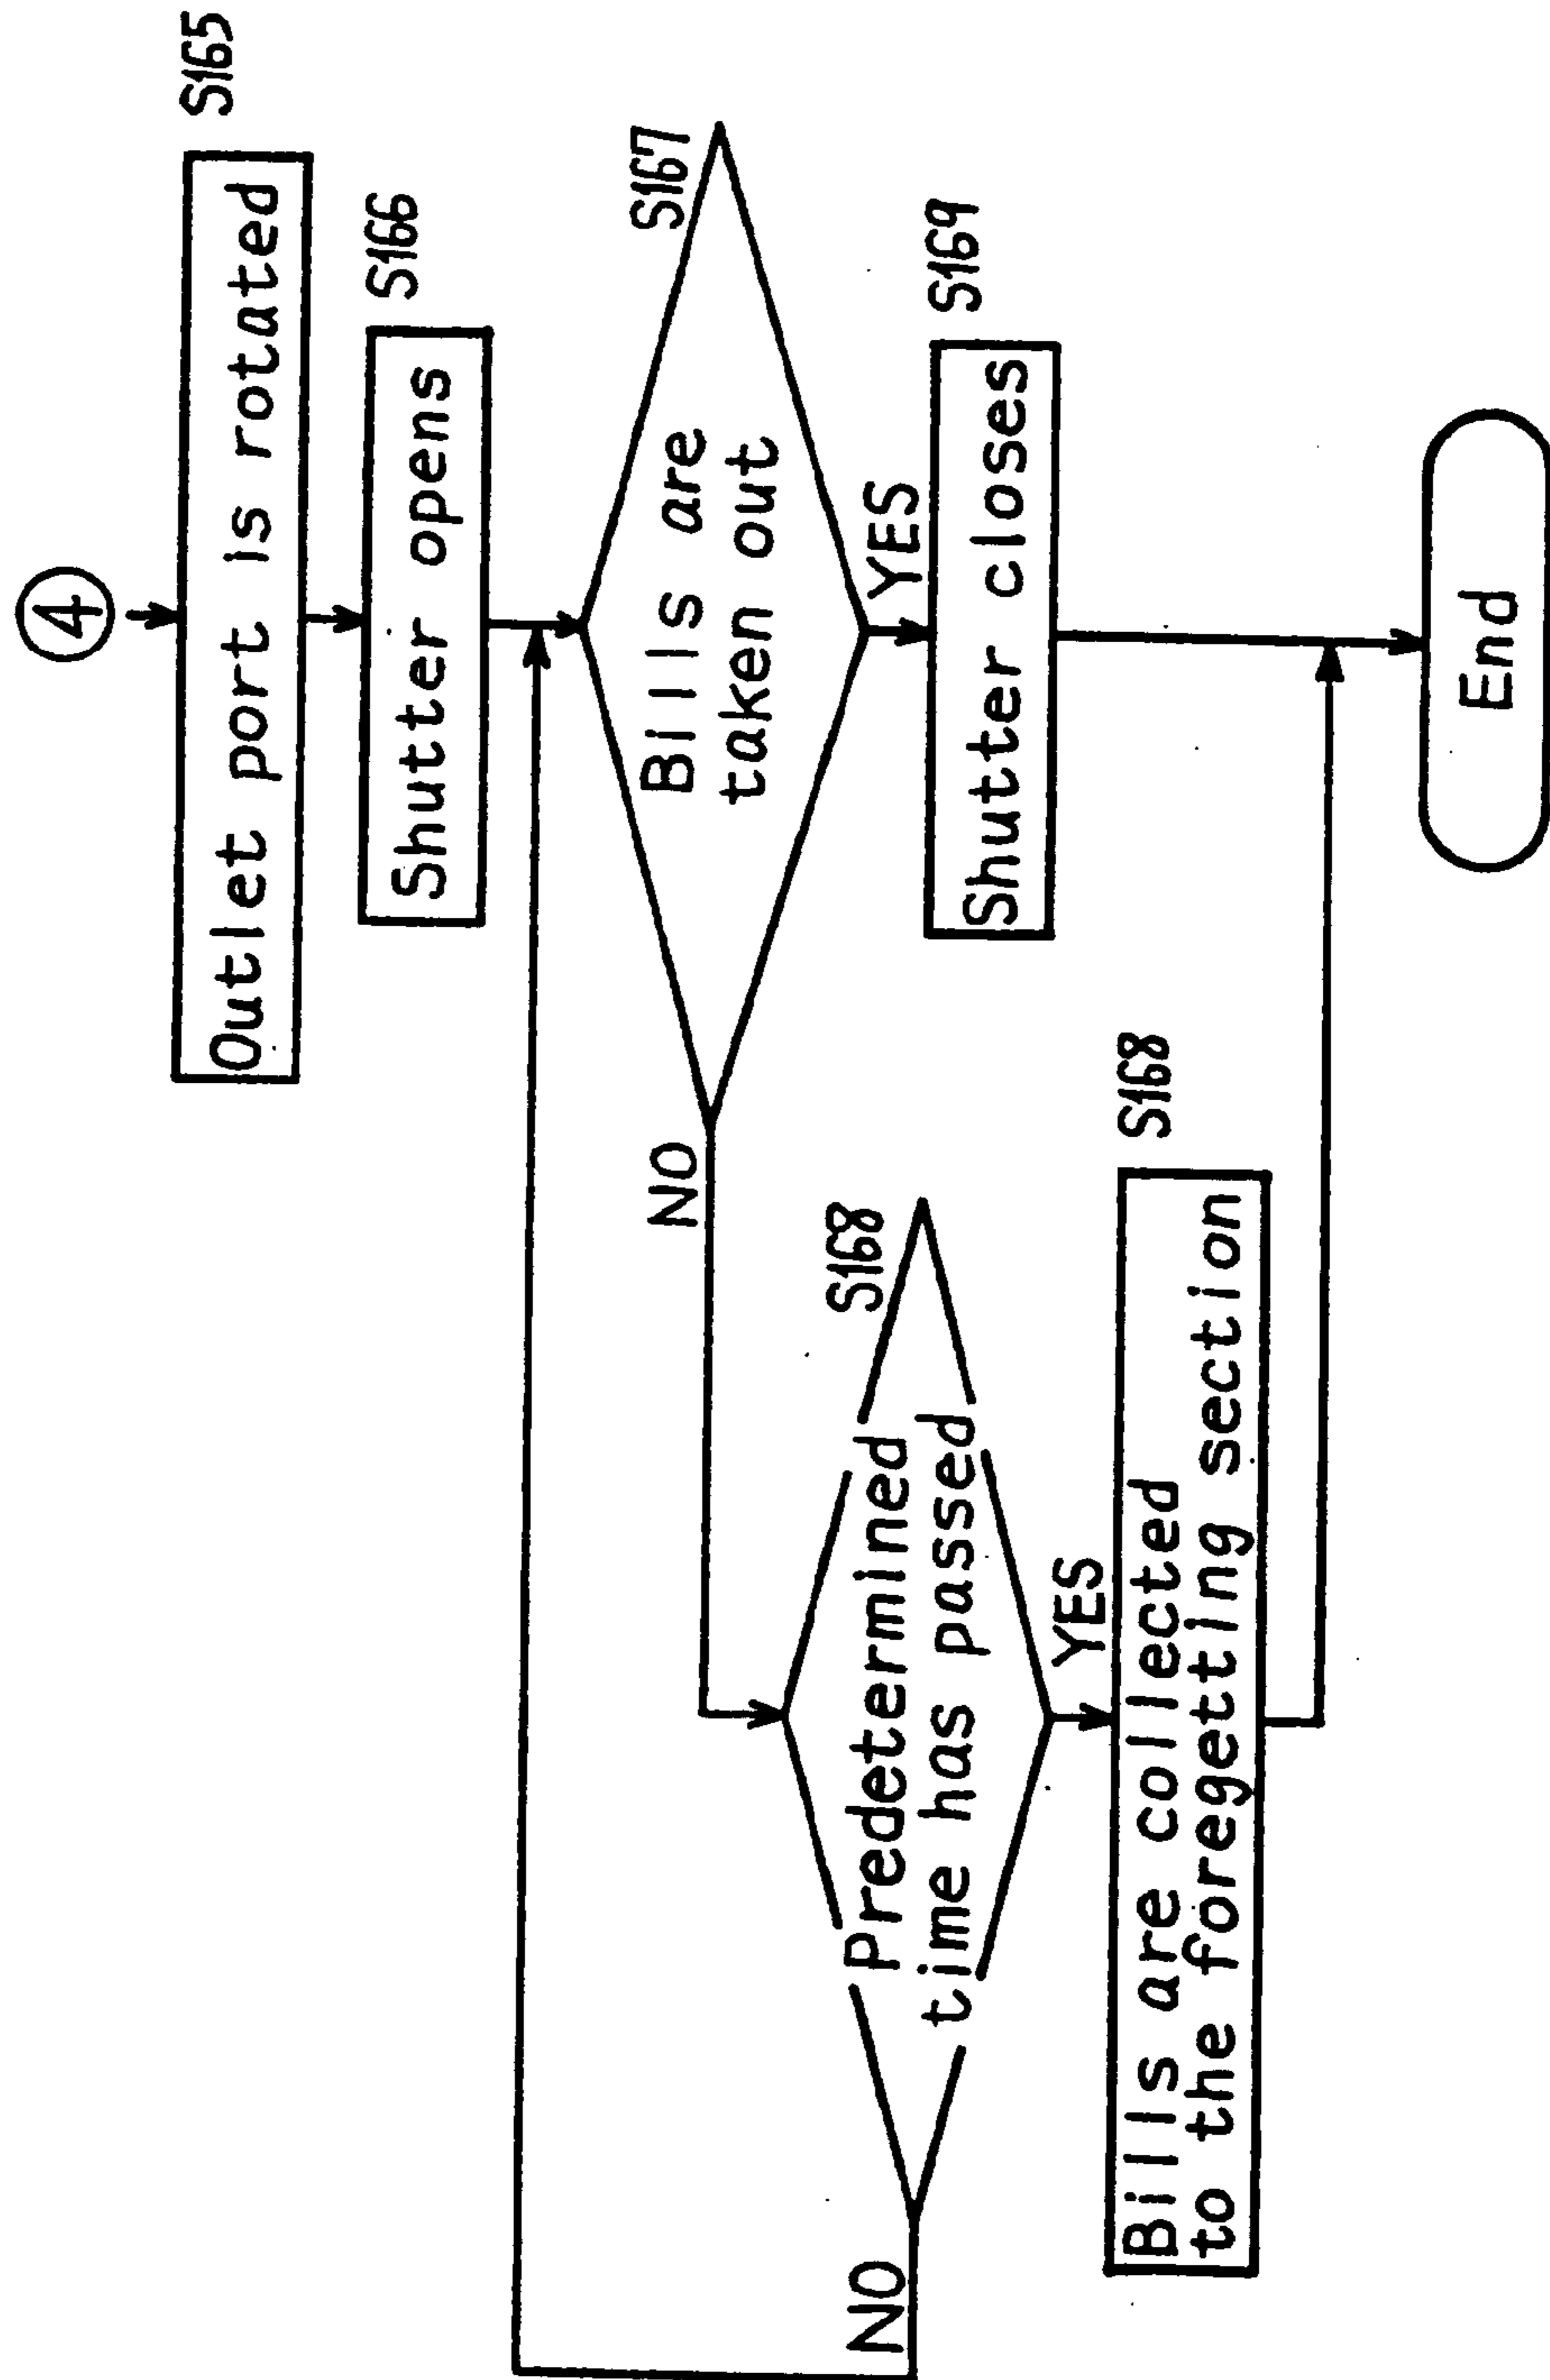 ④
S165
Outlet port is rotated
S166
Shutter opens
S167
Bills are
taken out
NO
YES
S168
Predetermined
time has passed
NO
YES
S169
Shutter closes
S168
Bills are collected
to the foregetting section
End